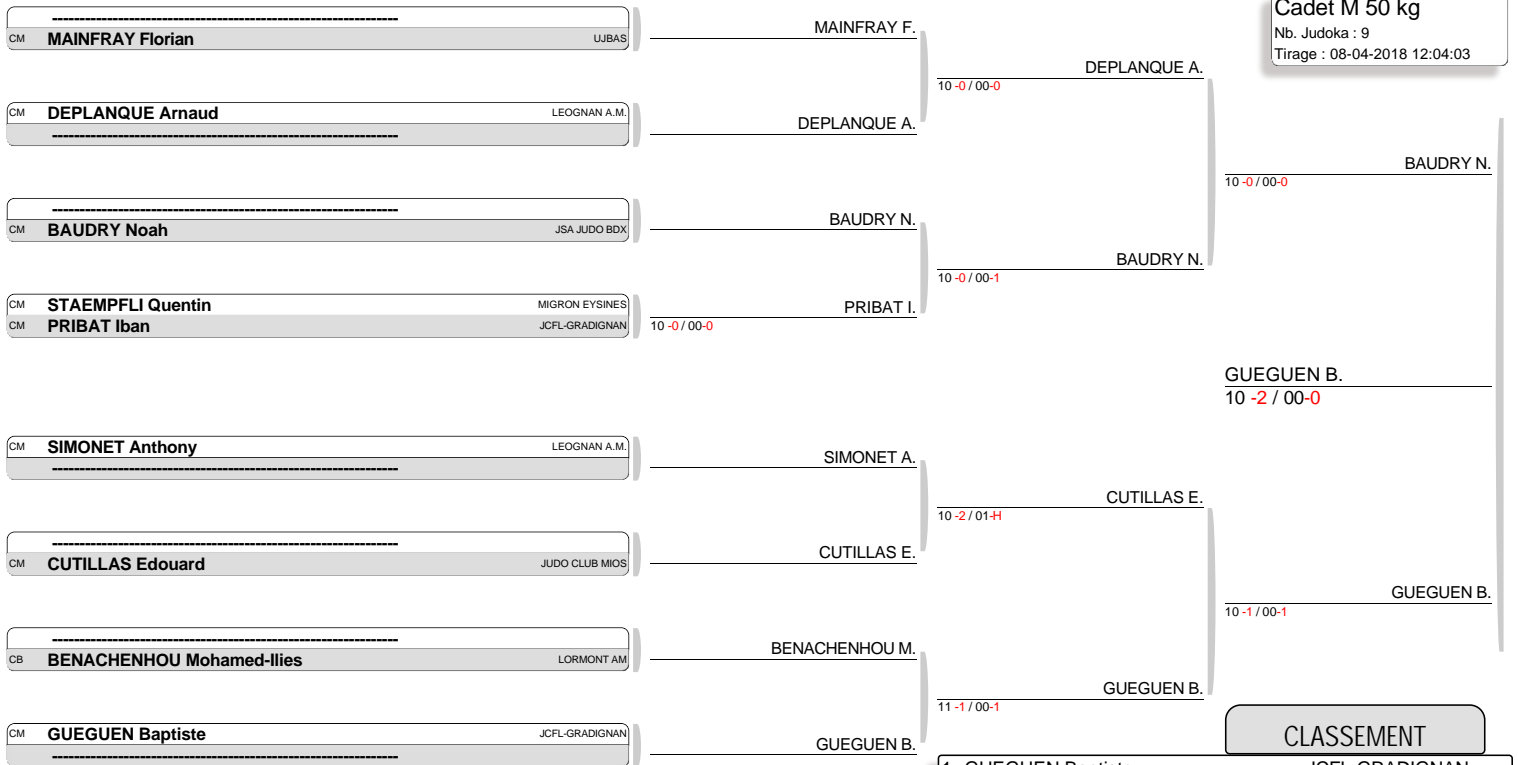 Cadet M 50 kg
Nb. Judoka : 9
Tirage : 08-04-2018 12:04:03
------------------------------------------------------------------
CM MAINFRAY Florian UJBAS
CM DEPLANQUE Arnaud LEOGNAN A.M.
------------------------------------------------------------------
------------------------------------------------------------------
CM BAUDRY Noah JSA JUDO BDX
CM STAEMPFLI Quentin MIGRON EYSINES
CM PRIBAT Iban JCFL-GRADIGNAN
CM SIMONET Anthony LEOGNAN A.M.
------------------------------------------------------------------
------------------------------------------------------------------
CM CUTILLAS Edouard JUDO CLUB MIOS
------------------------------------------------------------------
CB BENACHENHOU Mohamed-Ilies LORMONT AM
CM GUEGUEN Baptiste JCFL-GRADIGNAN
------------------------------------------------------------------
MAINFRAY F.
DEPLANQUE A.
BAUDRY N.
PRIBAT I.
10 -0 / 00-0
SIMONET A.
CUTILLAS E.
BENACHENHOU M.
GUEGUEN B.
DEPLANQUE A.
10 -0 / 00-0
BAUDRY N.
10 -0 / 00-1
CUTILLAS E.
10 -2 / 01-H
GUEGUEN B.
11 -1 / 00-1
BAUDRY N.
10 -0 / 00-0
GUEGUEN B.
10 -2 / 00-0
GUEGUEN B.
10 -1 / 00-1
CLASSEMENT
1 GUEGUEN Baptiste JCFL-GRADIGNAN